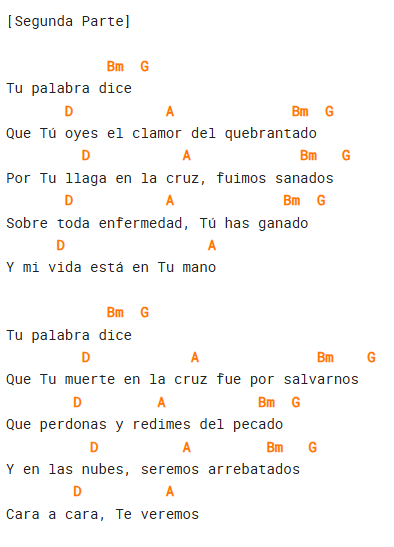 [Segunda Parte]
Bm G
Tu palabra dice
D A Bm G
Que Tú oyes el clamor del quebrantado
D A Bm G
Por Tu llaga en la cruz, fuimos sanados
D A Bm G
Sobre toda enfermedad, Tú has ganado
D A
Y mi vida está en Tu mano
Bm G
Tu palabra dice
D A Bm G
Que Tu muerte en la cruz fue por salvarnos
D A Bm G
Que perdonas y redimes del pecado
D A Bm G
Y en las nubes, seremos arrebatados
D A
Cara a cara, Te veremos